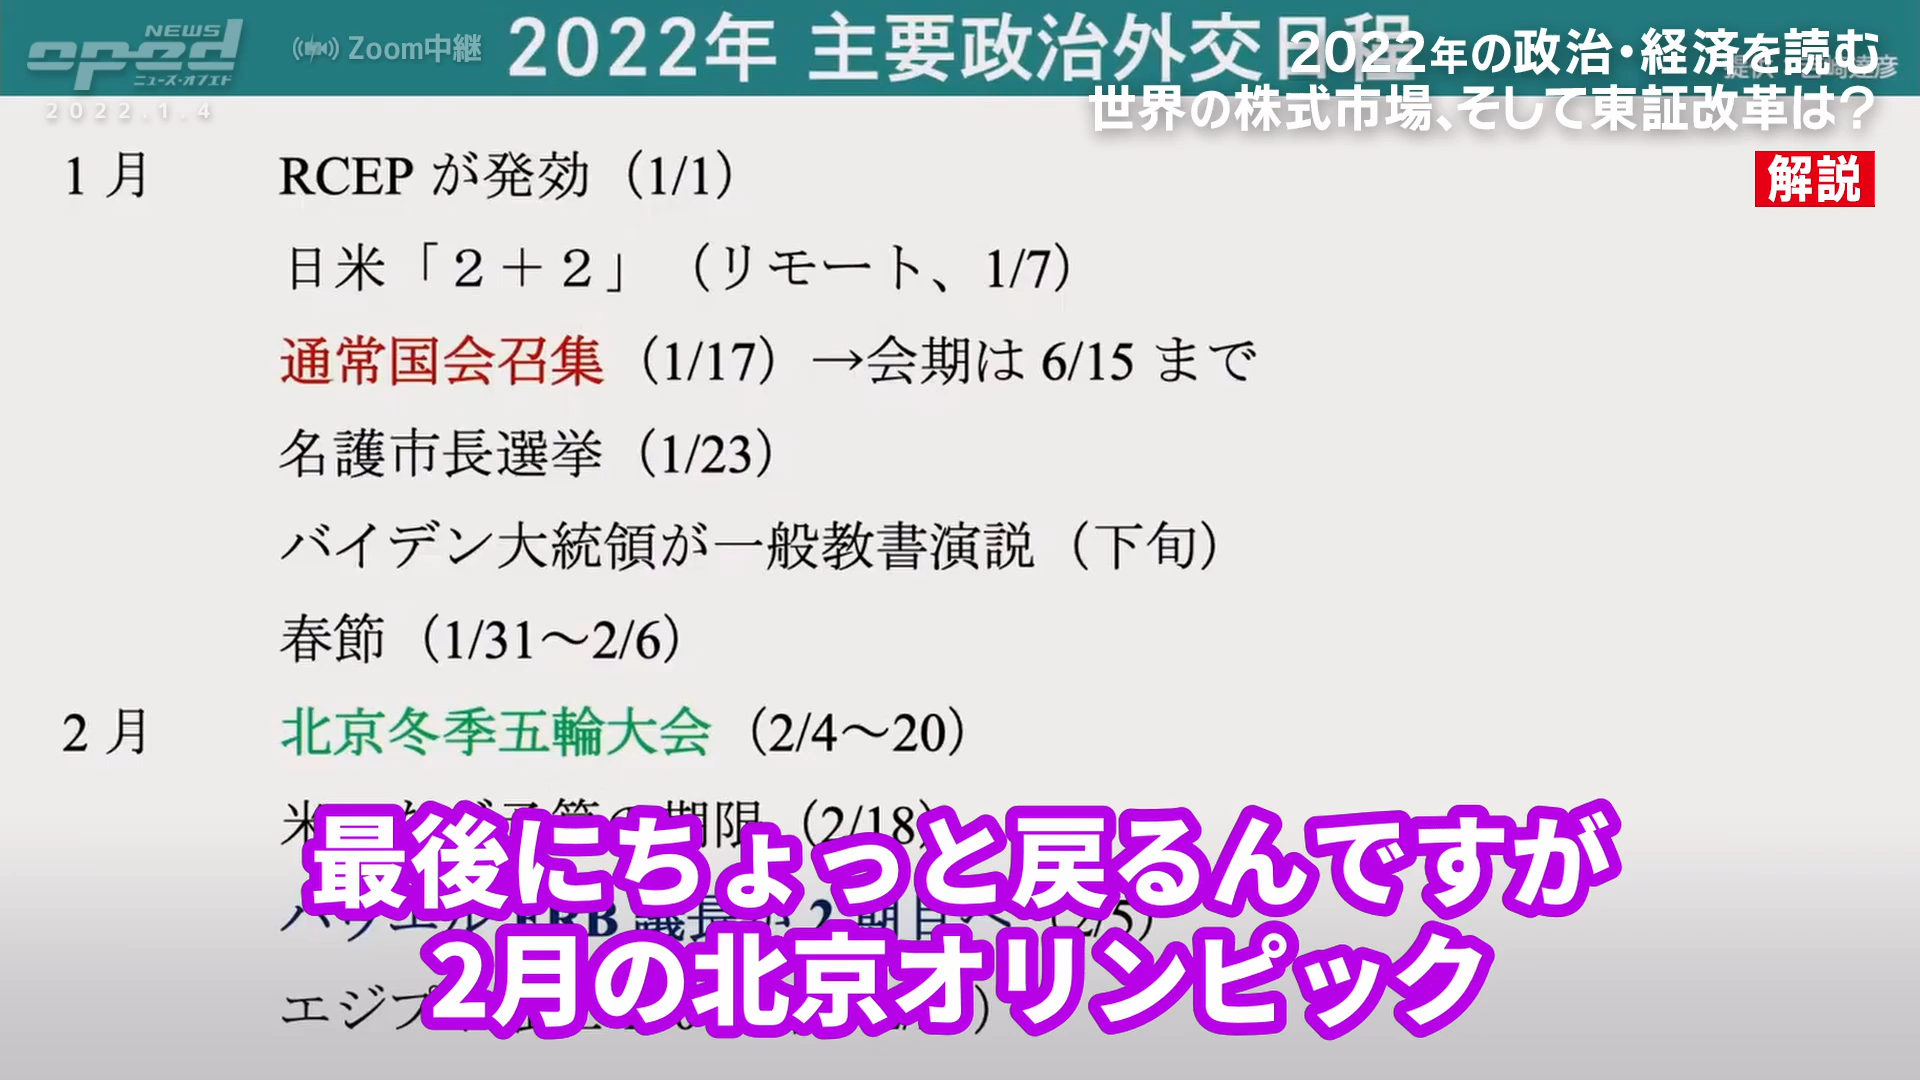 NEWS
oped
ニューズ・オプエド
2022.1.4
Zoom中継
2022年 主要政治外交日程
2022年の政治・経済を読む
世界の株式市場、そして東証改革は?
解説
1 月 RCEP が発効（1/1）
日米「２＋２」（リモート、1/7）
通常国会召集（1/17）→会期は 6/15 まで
名護市長選挙（1/23）
バイデン大統領が一般教書演説（下旬）
春節（1/31～2/6）
2 月 北京冬季五輪大会（2/4～20）
期限（2/18）
最後にちょっと戻るんですが
2月の北京オリンピック